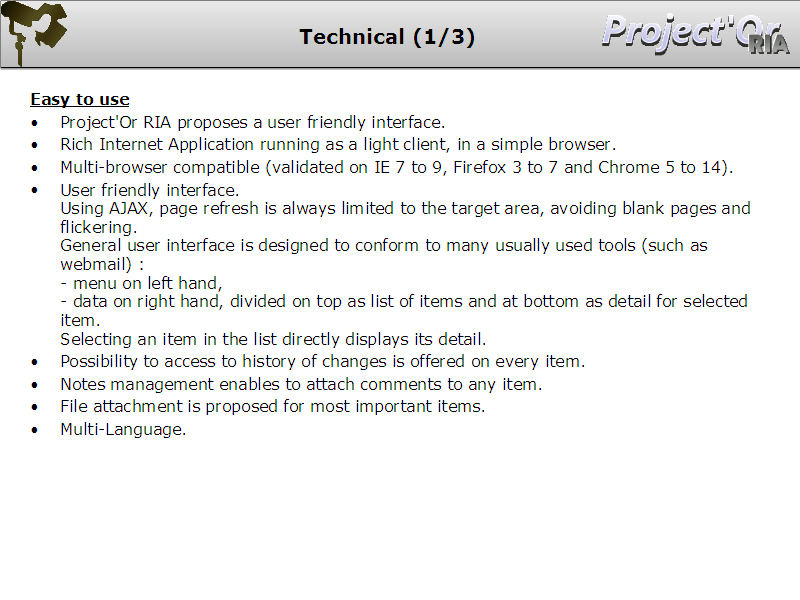 Technical (1/3)
Project'Or
RIA
Easy to use
• Project'Or RIA proposes a user friendly interface.
• Rich Internet Application running as a light client, in a simple browser.
• Multi-browser compatible (validated on IE 7 to 9, Firefox 3 to 7 and Chrome 5 to 14).
• User friendly interface.
Using AJAX, page refresh is always limited to the target area, avoiding blank pages and
flickering.
General user interface is designed to conform to many usually used tools (such as
webmail) :
- menu on left hand,
- data on right hand, divided on top as list of items and at bottom as detail for selected
item.
Selecting an item in the list directly displays its detail.
• Possibility to access to history of changes is offered on every item.
• Notes management enables to attach comments to any item.
• File attachment is proposed for most important items.
• Multi-Language.